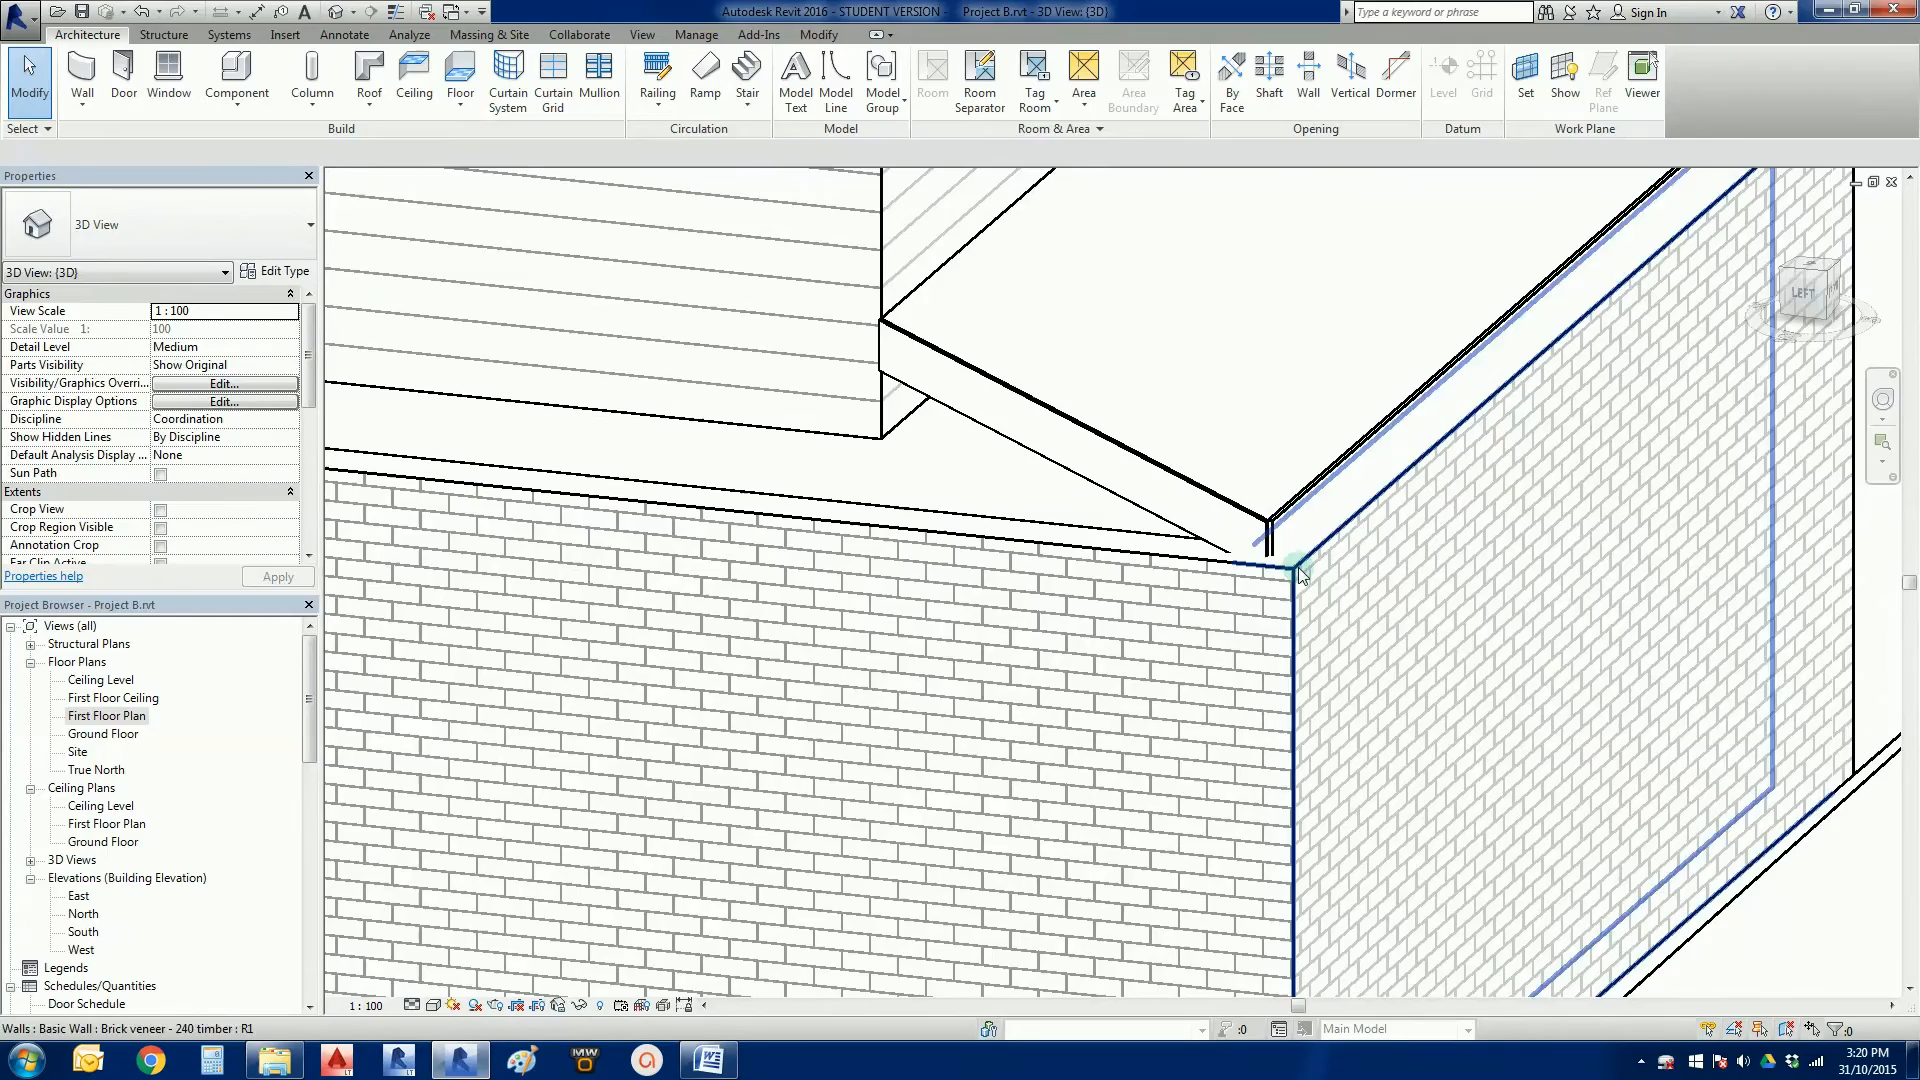 Autodesk Revit 2016 - STUDENT VERSION - Project B.rvt - 3D View: {3D}
Type a keyword or phrase
Sign In
Architecture Structure Systems Insert Annotate Analyze Massing & Site Collaborate View Manage Add-Ins Modify
Modify Wall Door Window Component Column Roof Ceiling Floor Curtain System Curtain Grid Mullion Railing Ramp Stair Model Text Model Line Model Group Room Room Separator Tag Room Area Area Boundary Tag Area By Face Shaft Wall Vertical Dormer Level Grid Set Show Ref Plane Viewer
Select Build Circulation Model Room & Area Opening Datum Work Plane
Properties
3D View
3D View: {3D} Edit Type
Graphics
View Scale 1 : 100
Scale Value 1: 100
Detail Level Medium
Parts Visibility Show Original
Visibility/Graphics Overri... Edit...
Graphic Display Options Edit...
Discipline Coordination
Show Hidden Lines By Discipline
Default Analysis Display ... None
Sun Path
Extents
Crop View
Crop Region Visible
Annotation Crop
Far Clip Active
Properties help Apply
Project Browser - Project B.rvt
Views (all)
Structural Plans
Floor Plans
Ceiling Level
First Floor Ceiling
First Floor Plan
Ground Floor
Site
True North
Ceiling Plans
Ceiling Level
First Floor Plan
Ground Floor
3D Views
Elevations (Building Elevation)
East
North
South
West
Legends
Schedules/Quantities
Door Schedule
LEFT
1 : 100
Walls : Basic Wall : Brick veneer - 240 timber : R1
:0
Main Model
:0
3:20 PM
31/10/2015